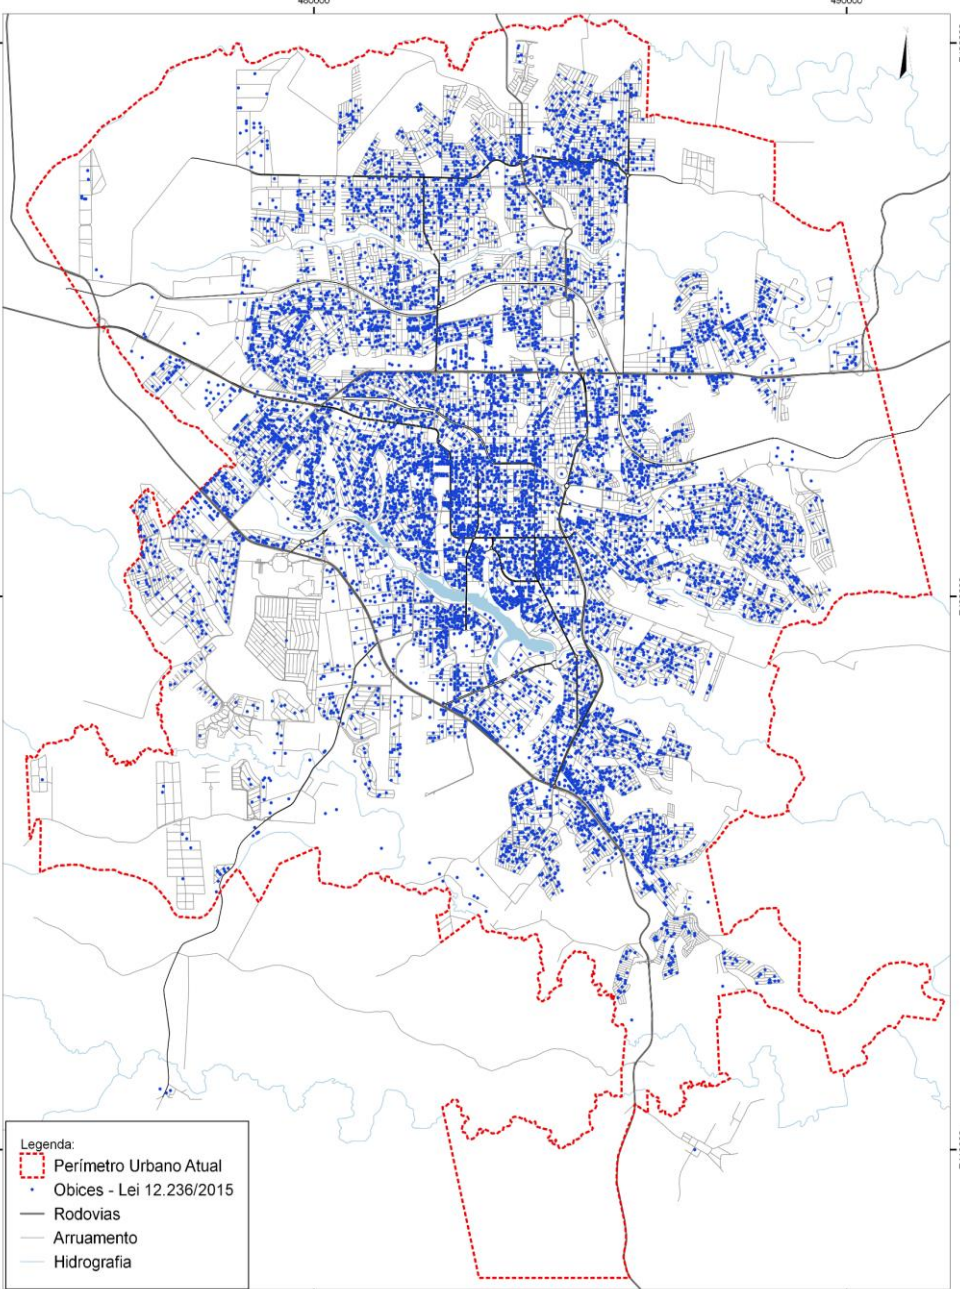 Legenda:
Perímetro Urbano Atual
Obices - Lei 12.236/2015
Rodovias
Arruamento
Hidrografia